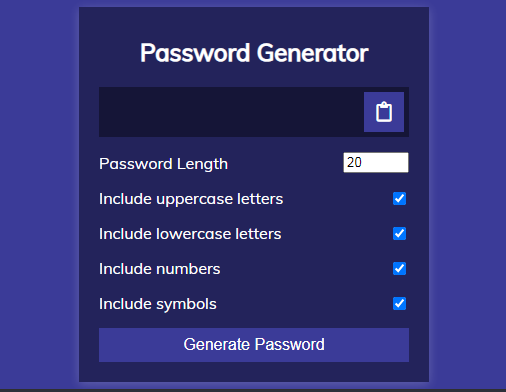 Password Generator
Password Length 20
Include uppercase letters
Include lowercase letters
Include numbers
Include symbols
Generate Password